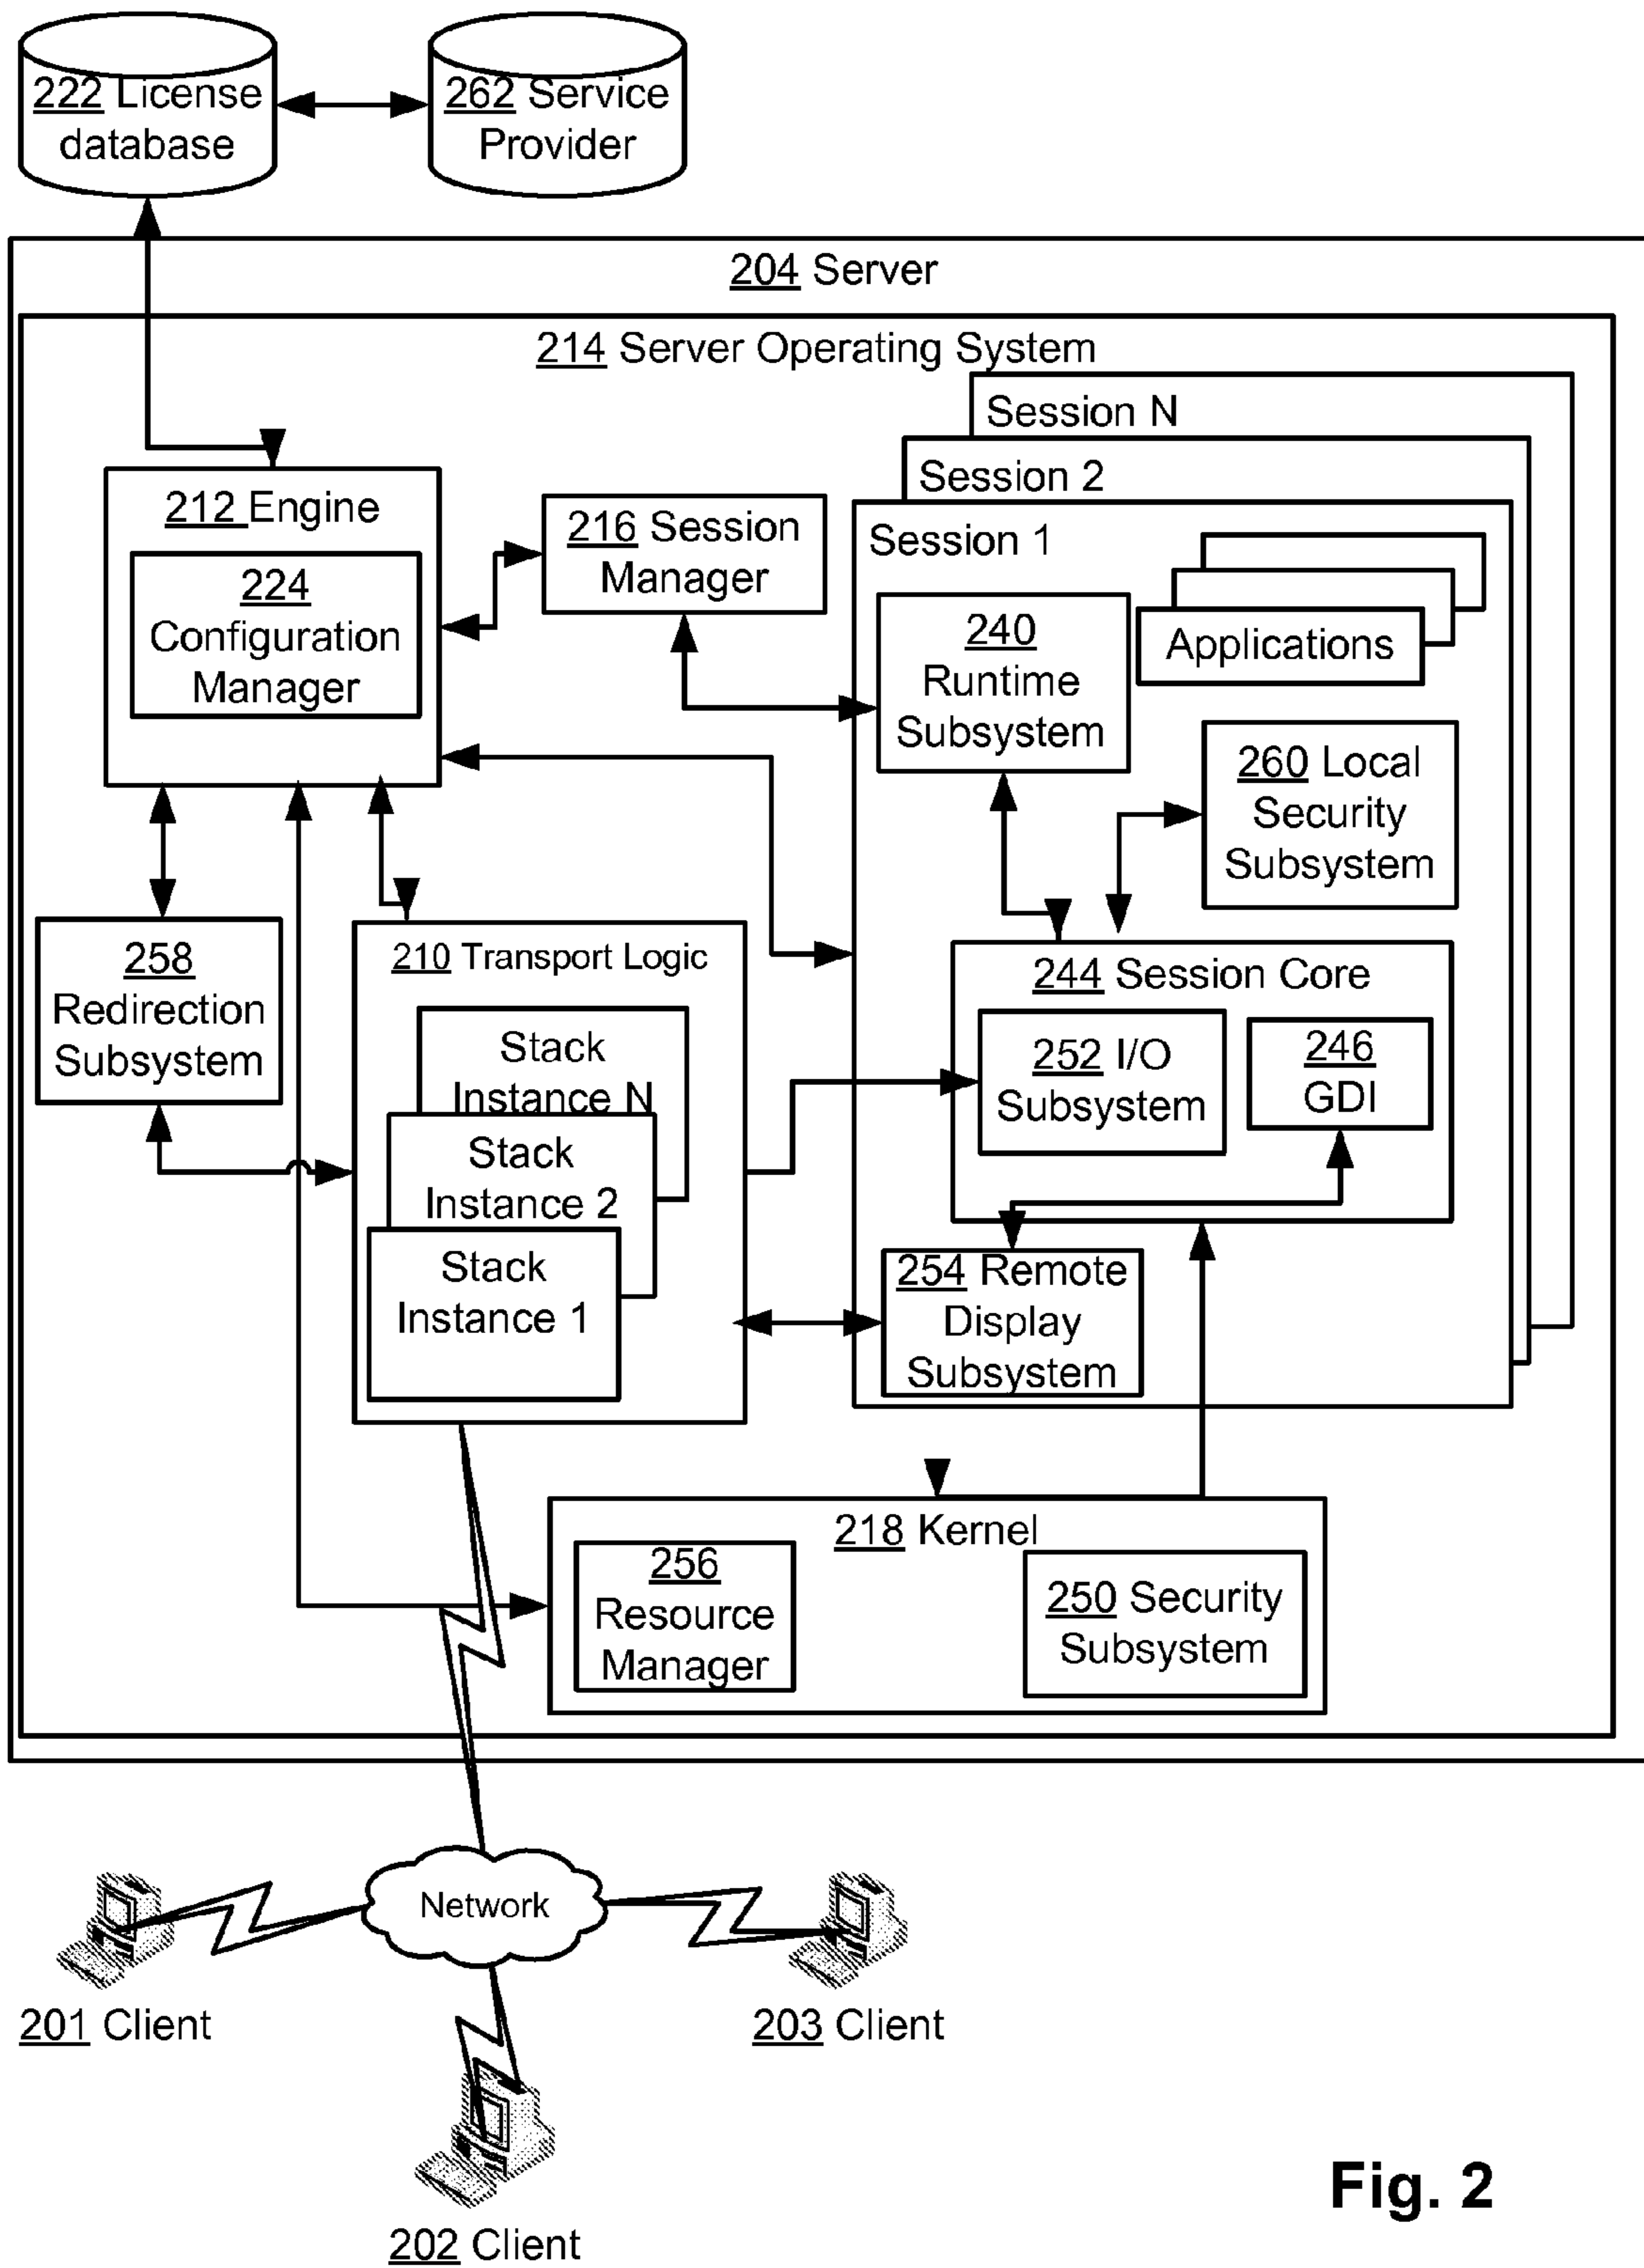 222 License
database
262 Service
Provider
204 Server
214 Server Operating System
Session N
Session 2
Session 1
212 Engine
224
Configuration
Manager
216 Session
Manager
240
Runtime
Subsystem
Applications
260 Local
Security
Subsystem
258
Redirection
Subsystem
210 Transport Logic
Stack
Instance N
Stack
Instance 2
Stack
Instance 1
244 Session Core
252 I/O
Subsystem
246
GDI
254 Remote
Display
Subsystem
218 Kernel
256
Resource
Manager
250 Security
Subsystem
Network
201 Client
203 Client
202 Client
Fig. 2